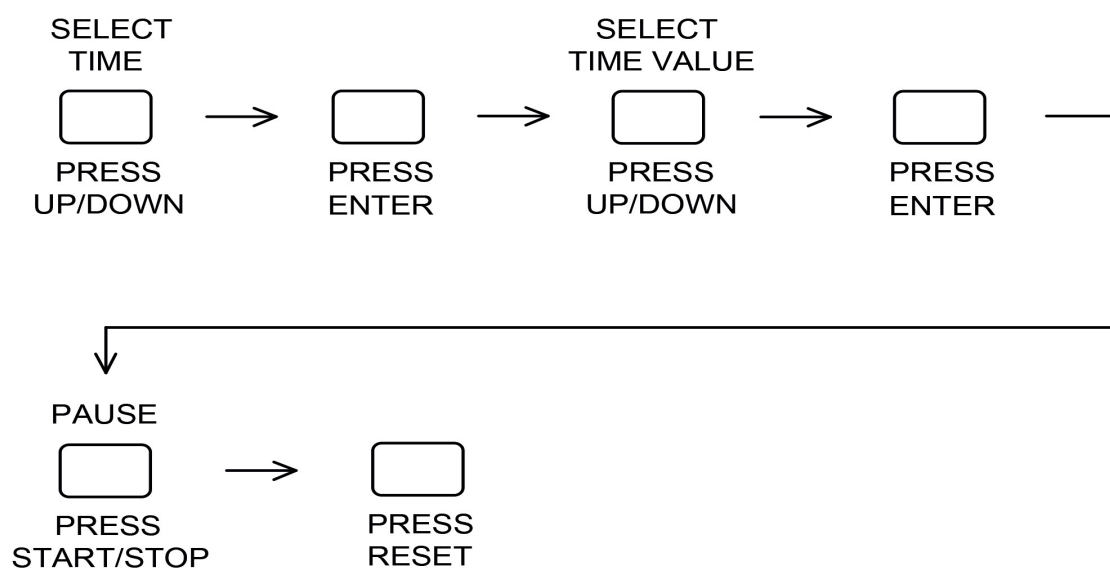 SELECT
TIME
PRESS
UP/DOWN
PRESS
ENTER
SELECT
TIME VALUE
PRESS
UP/DOWN
PRESS
ENTER
PAUSE
PRESS
START/STOP
PRESS
RESET